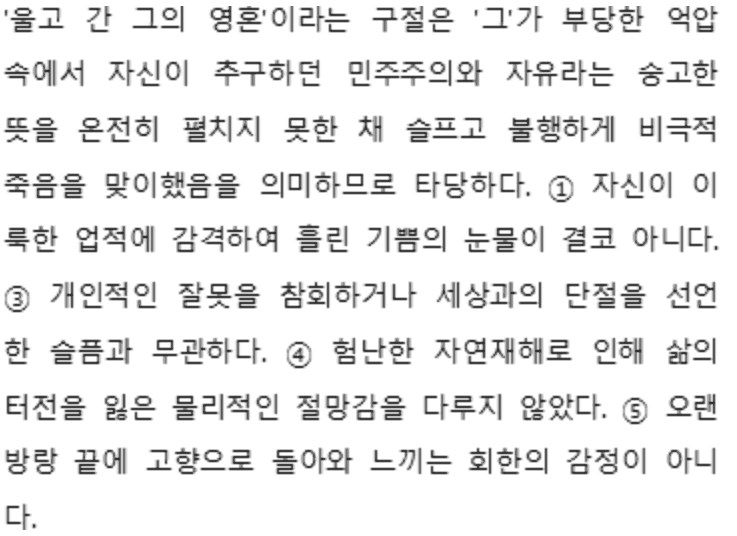 '울고 간 그의 영혼'이라는 구절은 '그'가 부당한 억압
속에서 자신이 추구하던 민주주의와 자유라는 숭고한
뜻을 온전히 펼치지 못한 채 슬프고 불행하게 비극적
죽음을 맞이했음을 의미하므로 타당하다. ① 자신이 이
룩한 업적에 감격하여 흘린 기쁨의 눈물이 결코 아니다.
③ 개인적인 잘못을 참회하거나 세상과의 단절을 선언
한 슬픔과 무관하다. ④ 험난한 자연재해로 인해 삶의
터전을 잃은 물리적인 절망감을 다루지 않았다. ⑤ 오랜
방랑 끝에 고향으로 돌아와 느끼는 회한의 감정이 아니
다.